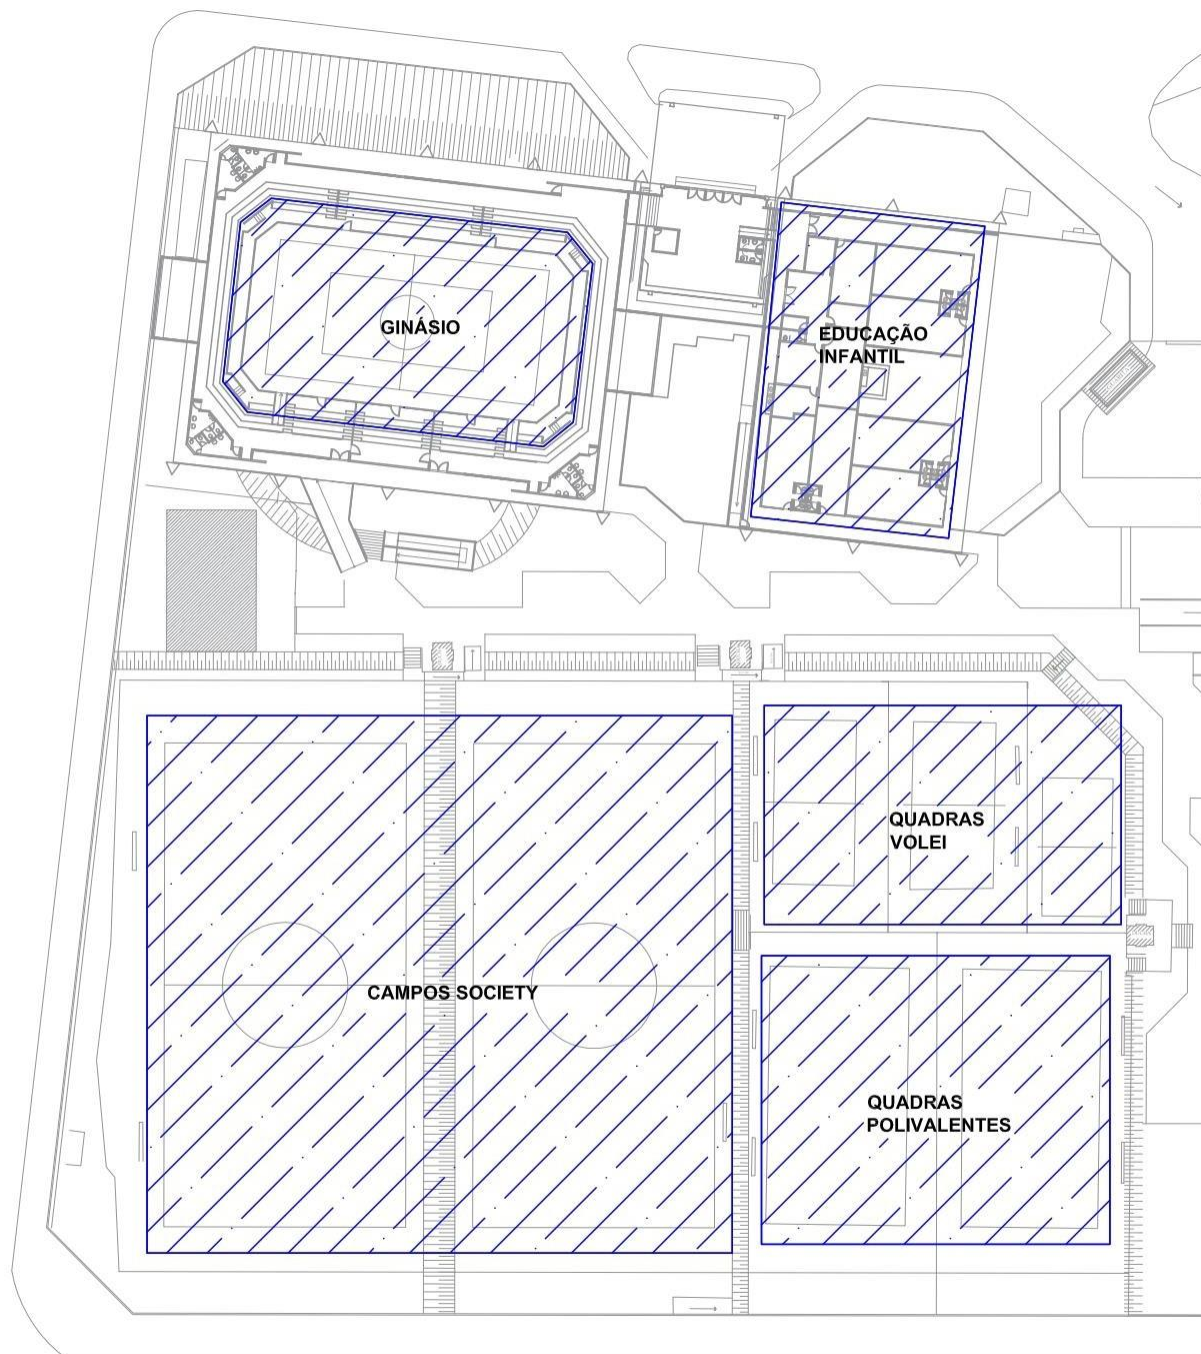 GINÁSIO
EDUCAÇÃO
INFANTIL
QUADRAS
VOLEI
CAMPOS SOCIETY
QUADRAS
POLIVALENTES